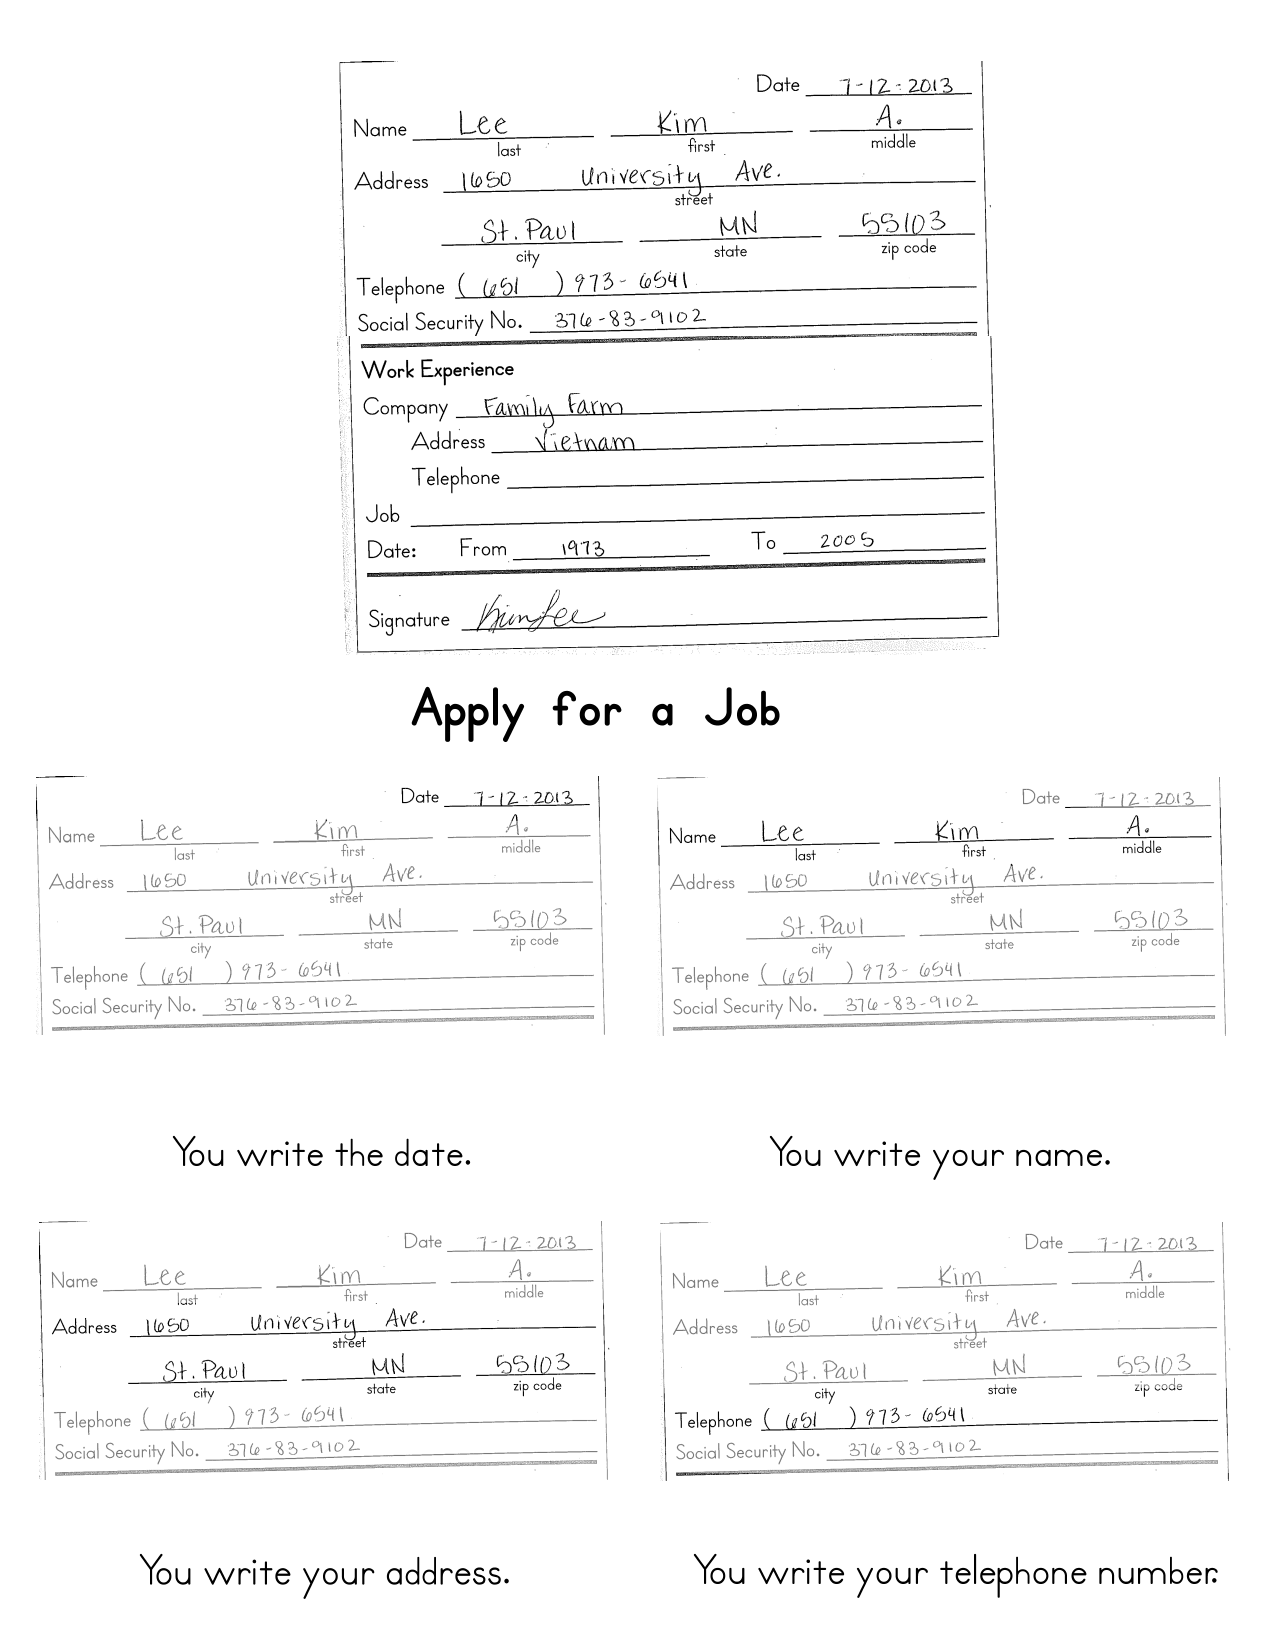 Date 7-12-2013
Name Lee Kim A.
last first middle
Address 1650 University Ave.
street
St. Paul MN 55103
city state zip code
Telephone (651) 973-6541
Social Security No. 376-83-9102
Work Experience
Company Family Farm
Address Vietnam
Telephone
Job
Date: From 1973 To 2005
Signature Kim Lee
Apply for a Job
Date 7-12-2013
Name Lee Kim A.
last first middle
Address 1650 University Ave.
street
St. Paul MN 55103
city state zip code
Telephone (651) 973-6541
Social Security No. 376-83-9102
You write the date.
Date 7-12-2013
Name Lee Kim A.
last first middle
Address 1650 University Ave.
street
St. Paul MN 55103
city state zip code
Telephone (651) 973-6541
Social Security No. 376-83-9102
You write your name.
Date 7-12-2013
Name Lee Kim A.
last first middle
Address 1650 University Ave.
street
St. Paul MN 55103
city state zip code
Telephone (651) 973-6541
Social Security No. 376-83-9102
You write your address.
Date 7-12-2013
Name Lee Kim A.
last first middle
Address 1650 University Ave.
street
St. Paul MN 55103
city state zip code
Telephone (651) 973-6541
Social Security No. 376-83-9102
You write your telephone number.